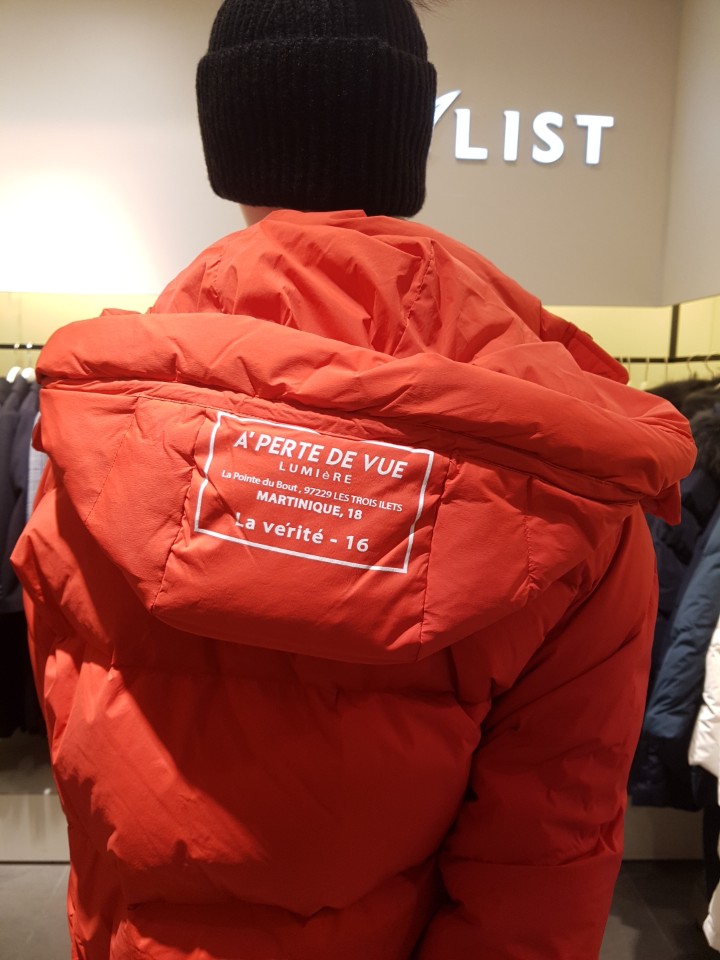 LIST
A' PERTE DE VUE
LUMIèRE
La Pointe du Bout , 97229 LES TROIS ILETS
MARTINIQUE, 18
La vérité - 16